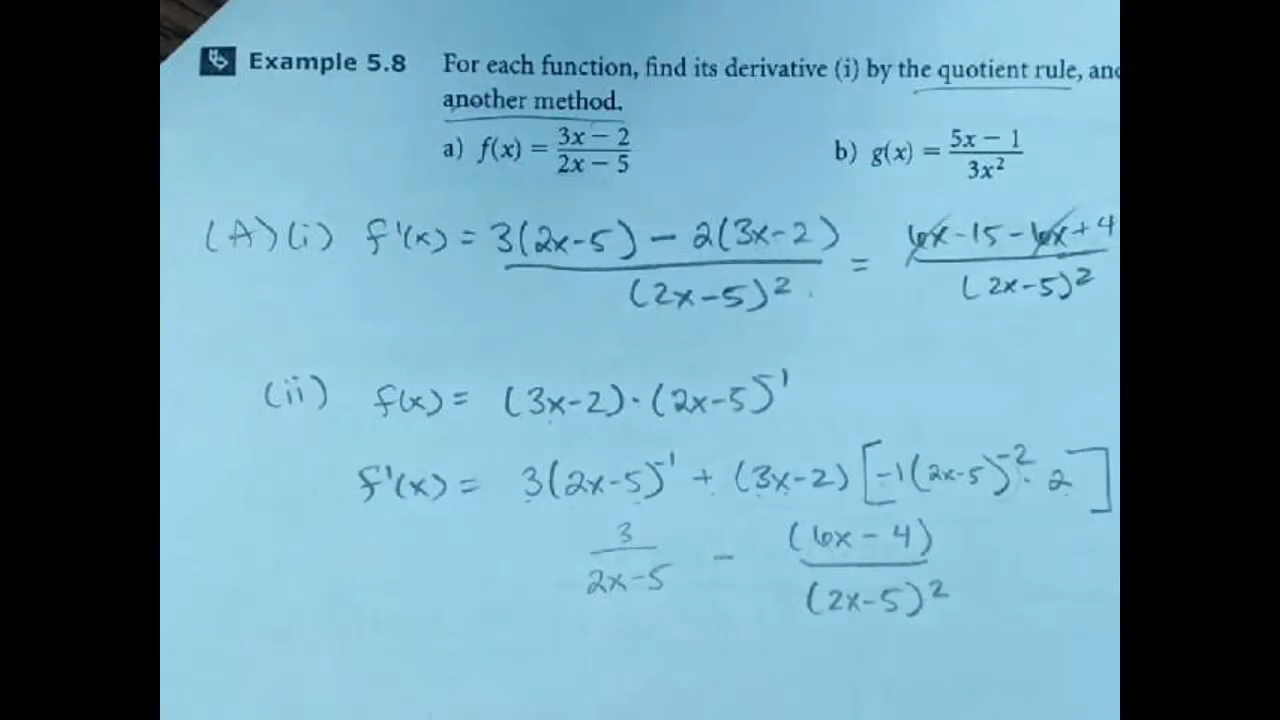 Example 5.8 For each function, find its derivative (i) by the quotient rule, and
another method.
a) f(x) = (3x − 2)/(2x − 5) b) g(x) = (5x − 1)/(3x²)
(A)(i) f'(x) = (3(2x-5) - 2(3x-2))/((2x-5)²) = (6x-15-6x+4)/((2x-5)²)
(ii) f(x) = (3x-2)·(2x-5)⁻¹
f'(x) = 3(2x-5)⁻¹ + (3x-2)[-1(2x-5)⁻²·2]
3/(2x-5) - (6x-4)/((2x-5)²)